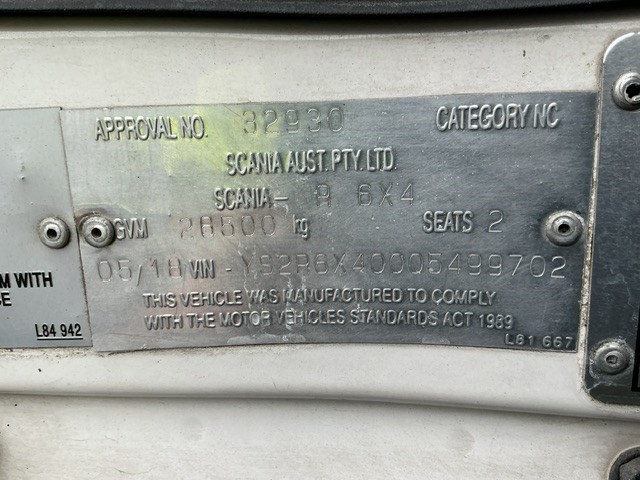 APPROVAL NO. 32930 CATEGORY NC
SCANIA AUST. PTY. LTD.
SCANIA- R 6X4
GVM 26500 kg SEATS 2
05/18 VIN - YS2R6X40005499702
THIS VEHICLE WAS MANUFACTURED TO COMPLY
WITH THE MOTOR VEHICLES STANDARDS ACT 1989
L81 667
M WITH
CE
L84 942